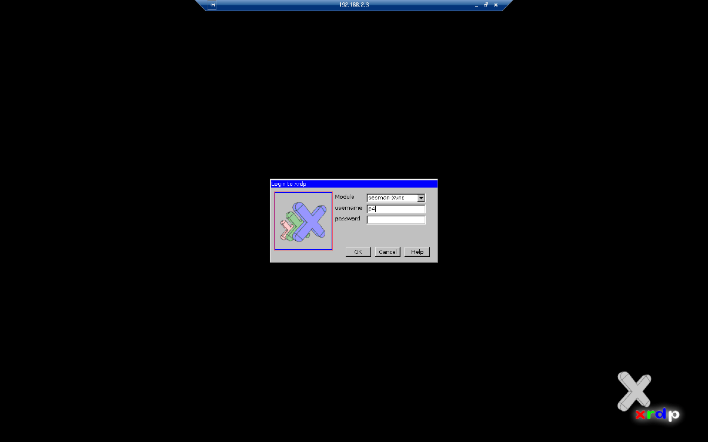 192.168.2.3
Login to xrdp
Module
sesman-Xvnc
username
password
OK
Cancel
Help
xrdp